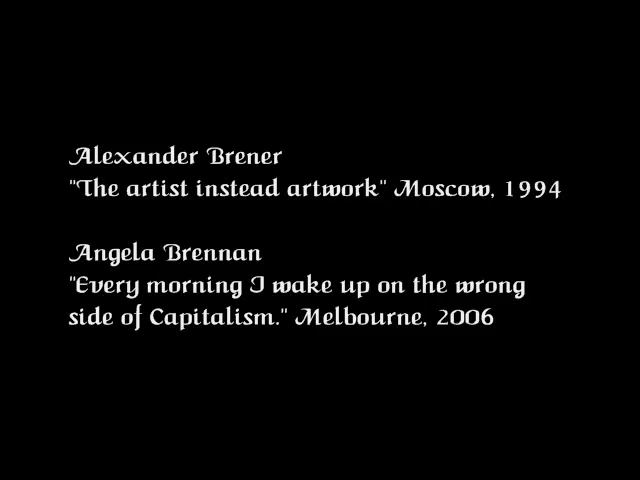 Alexander Brener
"The artist instead artwork" Moscow, 1994
Angela Brennan
"Every morning I wake up on the wrong
side of Capitalism." Melbourne, 2006